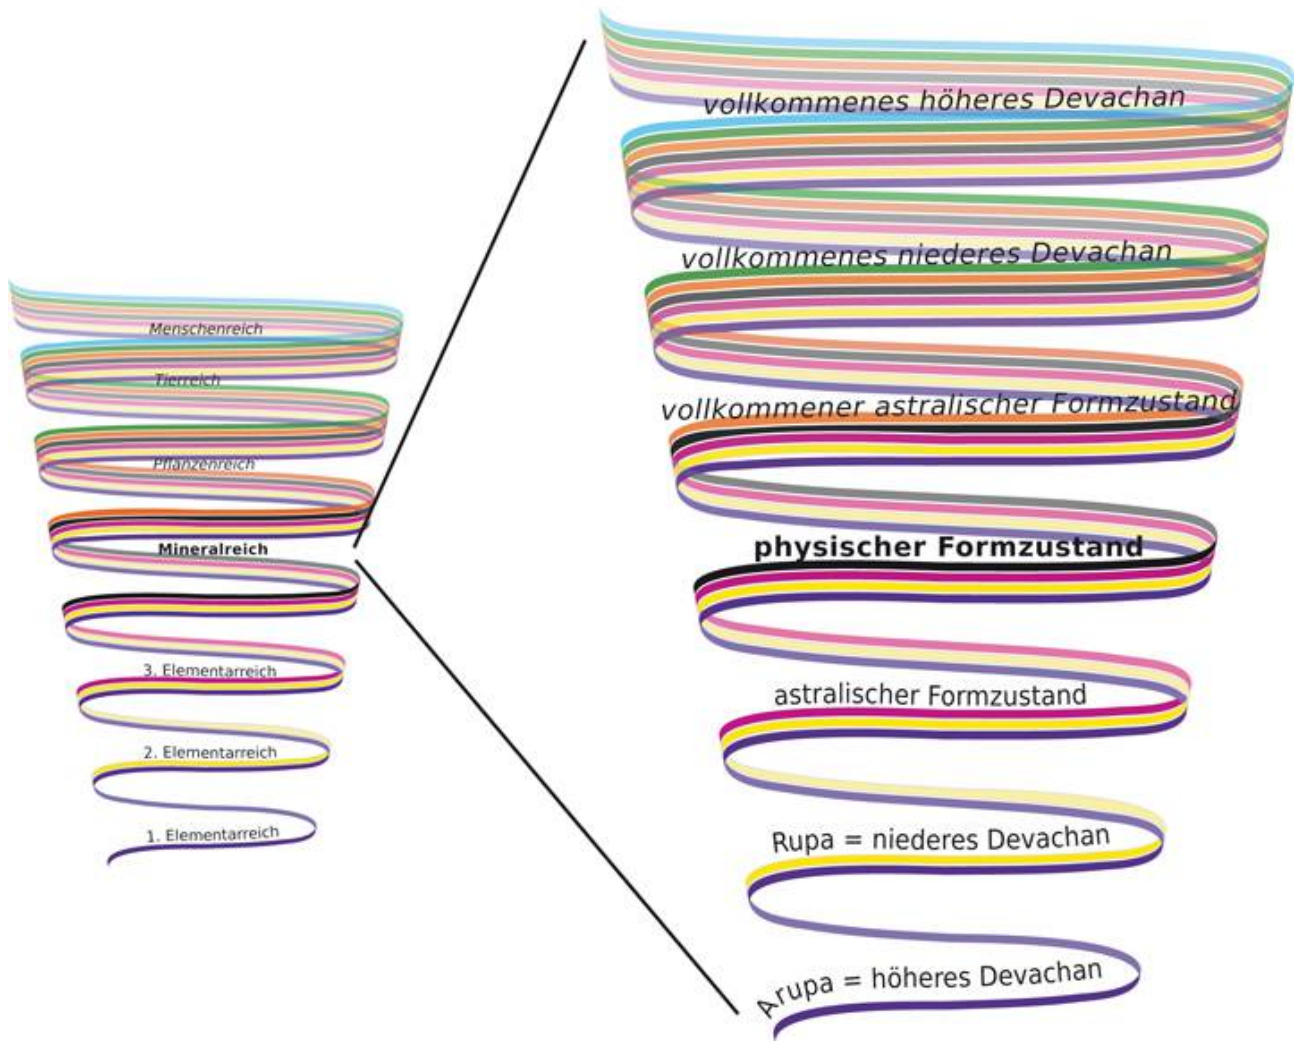 Menschenreich
Tierreich
Pflanzenreich
Mineralreich
3. Elementarreich
2. Elementarreich
1. Elementarreich
vollkommenes höheres Devachan
vollkommenes niederes Devachan
vollkommener astralischer Formzustand
physischer Formzustand
astralischer Formzustand
Rupa = niederes Devachan
Arupa = höheres Devachan